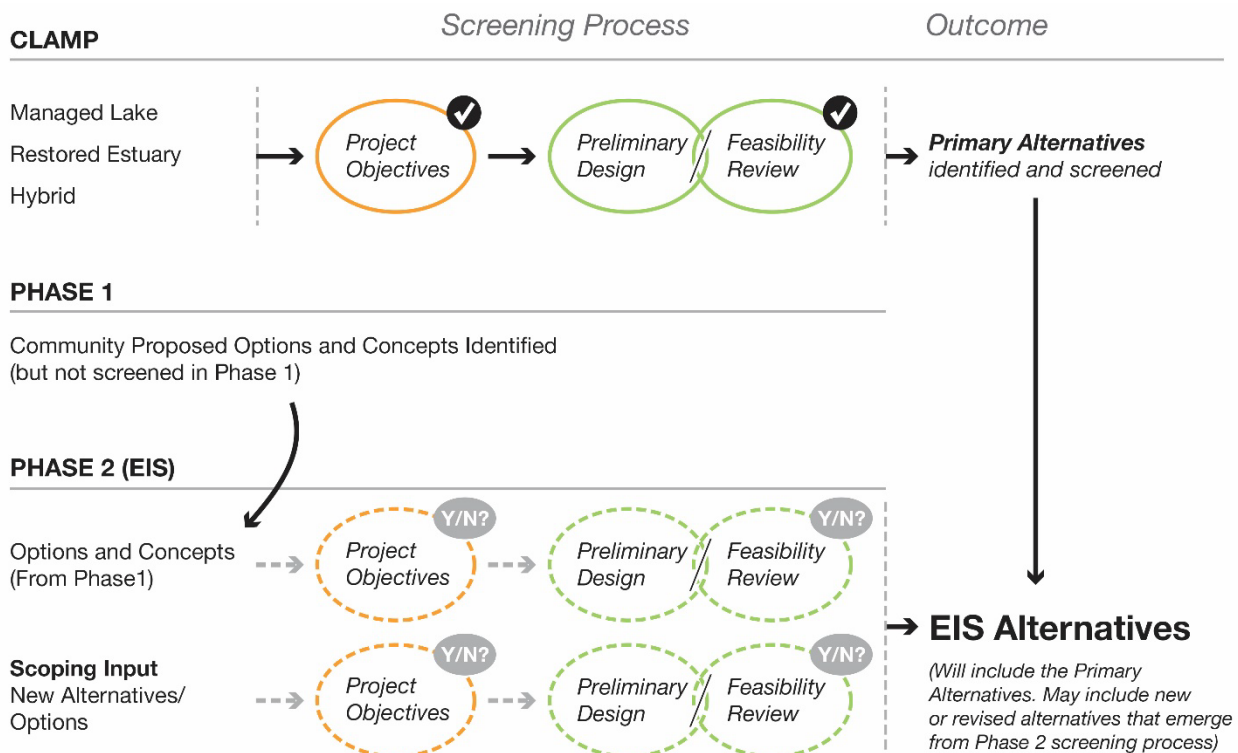 Screening Process
Outcome
CLAMP
Managed Lake
Restored Estuary
Hybrid
Project
Objectives
Preliminary
Design
/
Feasibility
Review
Primary Alternatives
identified and screened
PHASE 1
Community Proposed Options and Concepts Identified
(but not screened in Phase 1)
PHASE 2 (EIS)
Options and Concepts
(From Phase1)
Y/N?
Project
Objectives
Preliminary
Design
/
Y/N?
Feasibility
Review
Scoping Input
New Alternatives/
Options
Y/N?
Project
Objectives
Preliminary
Design
/
Y/N?
Feasibility
Review
EIS Alternatives
(Will include the Primary
Alternatives. May include new
or revised alternatives that emerge
from Phase 2 screening process)